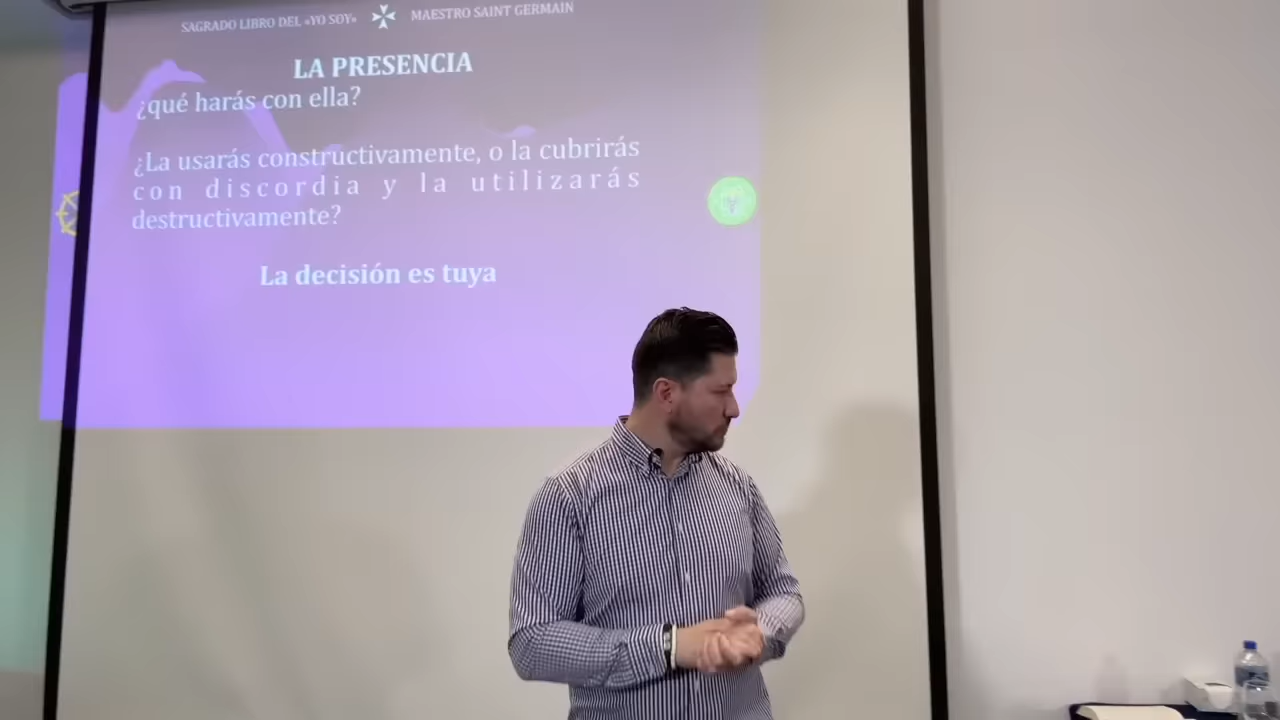 SAGRADO LIBRO DEL «YO SOY» MAESTRO SAINT GERMAIN
LA PRESENCIA
¿qué harás con ella?
¿La usarás constructivamente, o la cubrirás
con discordia y la utilizarás
destructivamente?
La decisión es tuya